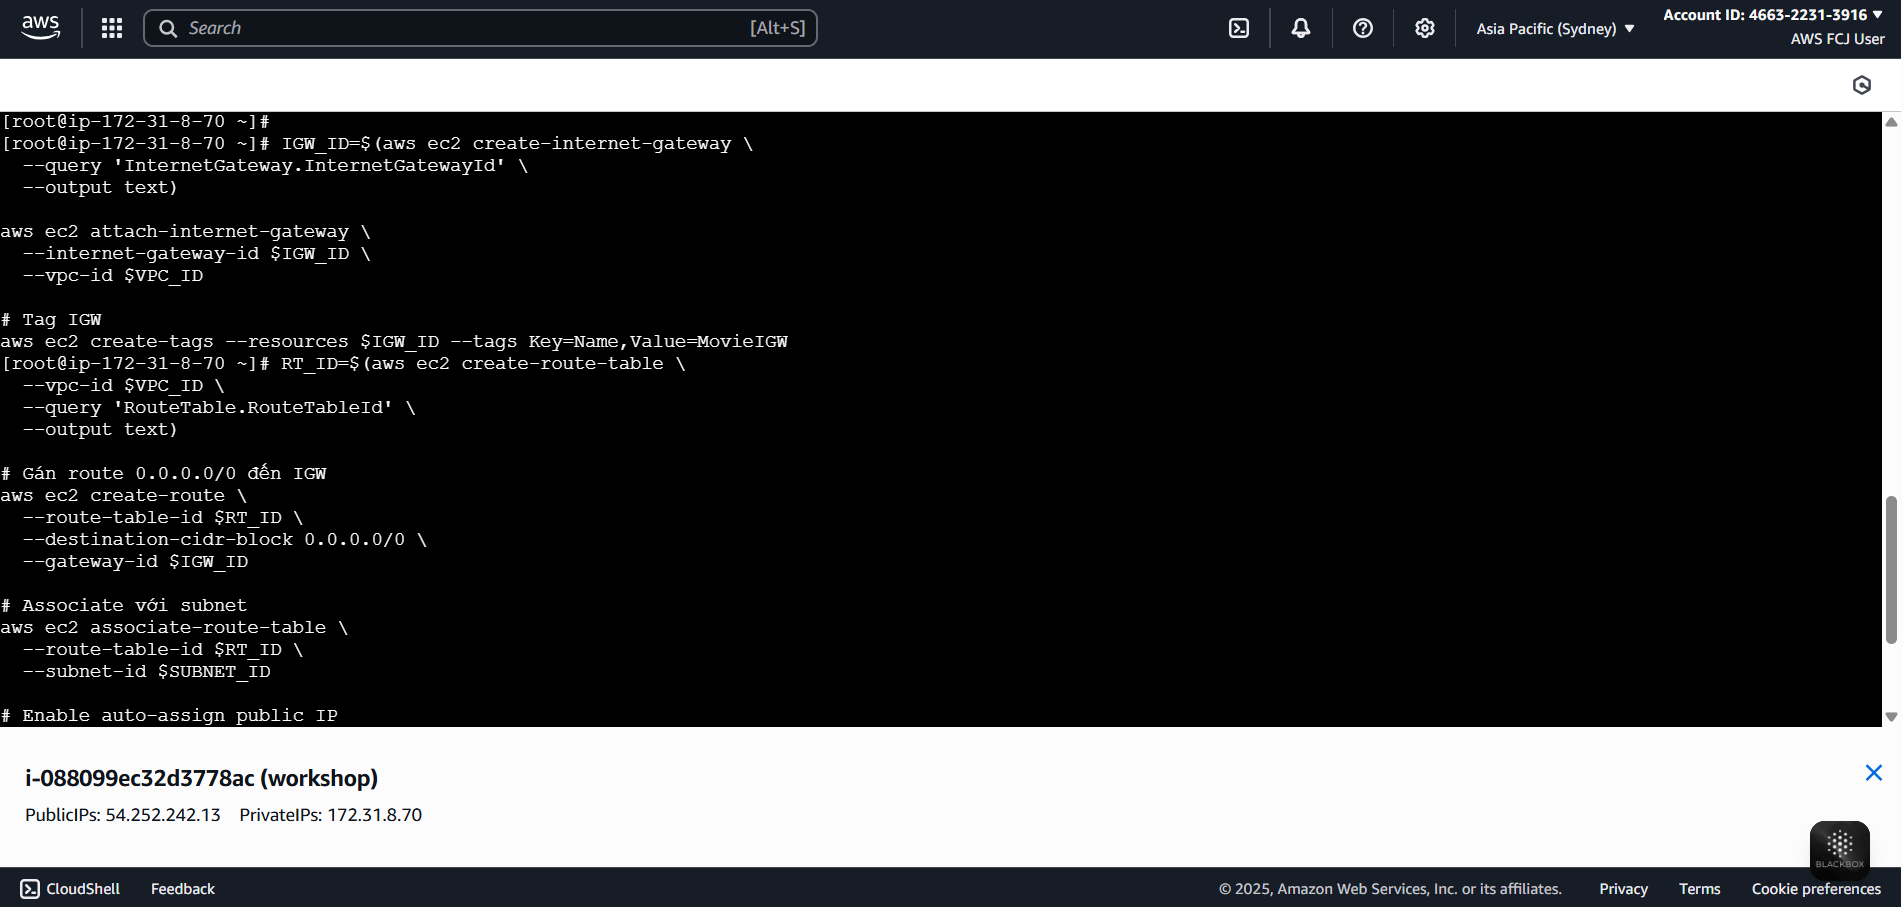 aws
Search
[Alt+S]
Asia Pacific (Sydney) ▼
Account ID: 4663-2231-3916 ▼
AWS FCJ User
[root@ip-172-31-8-70 ~]#
[root@ip-172-31-8-70 ~]# IGW_ID=$(aws ec2 create-internet-gateway \
  --query 'InternetGateway.InternetGatewayId' \
  --output text)
aws ec2 attach-internet-gateway \
  --internet-gateway-id $IGW_ID \
  --vpc-id $VPC_ID
# Tag IGW
aws ec2 create-tags --resources $IGW_ID --tags Key=Name,Value=MovieIGW
[root@ip-172-31-8-70 ~]# RT_ID=$(aws ec2 create-route-table \
  --vpc-id $VPC_ID \
  --query 'RouteTable.RouteTableId' \
  --output text)
# Gán route 0.0.0.0/0 đến IGW
aws ec2 create-route \
  --route-table-id $RT_ID \
  --destination-cidr-block 0.0.0.0/0 \
  --gateway-id $IGW_ID
# Associate với subnet
aws ec2 associate-route-table \
  --route-table-id $RT_ID \
  --subnet-id $SUBNET_ID
# Enable auto-assign public IP
i-088099ec32d3778ac (workshop)
PublicIPs: 54.252.242.13 PrivateIPs: 172.31.8.70
BLACKBOX
CloudShell
Feedback
© 2025, Amazon Web Services, Inc. or its affiliates.
Privacy
Terms
Cookie preferences